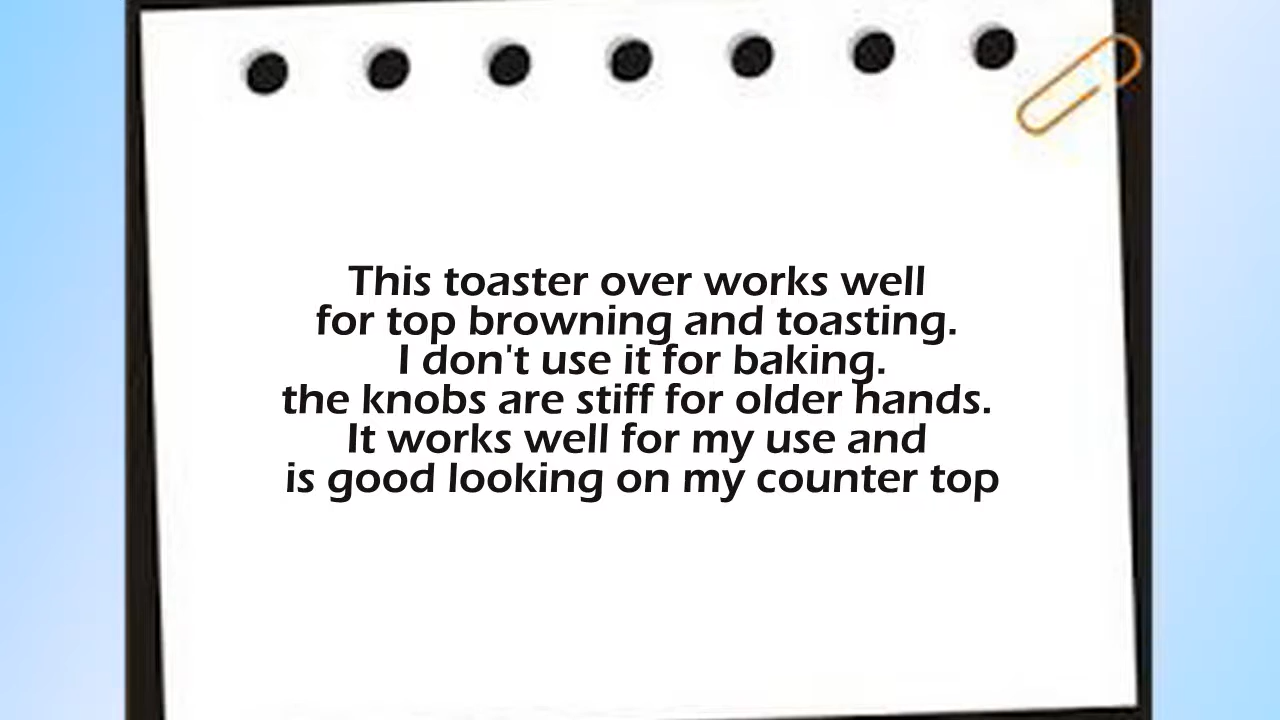 This toaster over works well
for top browning and toasting.
I don't use it for baking.
the knobs are stiff for older hands.
It works well for my use and
is good looking on my counter top